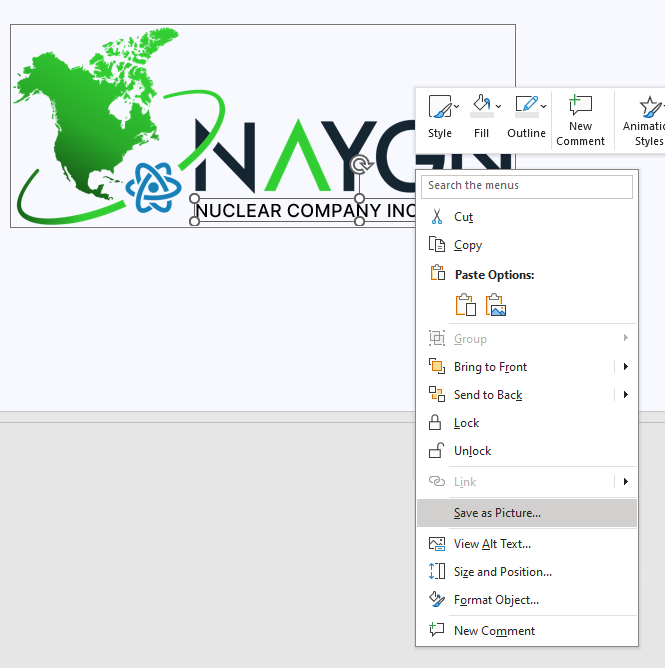 NAYGN
NUCLEAR COMPANY INC
Style
Fill
Outline
New
Comment
Animatio
Styles
Search the menus
Cut
Copy
Paste Options:
Group
Bring to Front
Send to Back
Lock
Unlock
Link
Save as Picture...
View Alt Text...
Size and Position...
Format Object...
New Comment